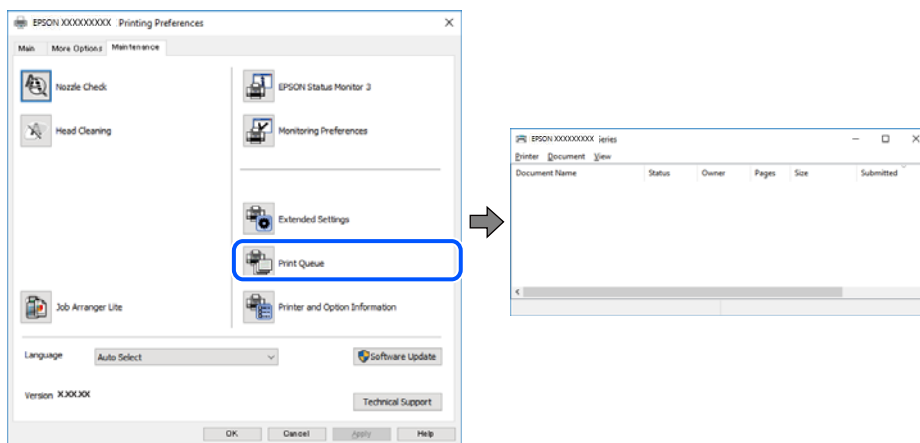 EPSON XXXXXXXXX Printing Preferences
Main More Options Maintenance
Nozzle Check
EPSON Status Monitor 3
Head Cleaning
Monitoring Preferences
Extended Settings
Print Queue
Job Arranger Lite
Printer and Option Information
Language Auto Select
Software Update
Version X.XX.XX
Technical Support
OK Cancel Apply Help
EPSON XXXXXXXXX ieries
Printer Document View
Document Name Status Owner Pages Size Submitted